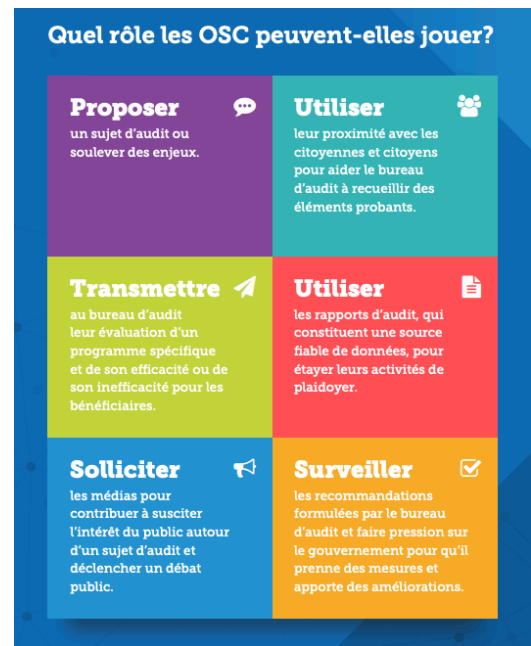 Quel rôle les OSC peuvent-elles jouer?
Proposer
un sujet d'audit ou
soulever des enjeux.
Utiliser
leur proximité avec les
citoyennes et citoyens
pour aider le bureau
d'audit à recueillir des
éléments probants.
Transmettre
au bureau d'audit
leur évaluation d'un
programme spécifique
et de son efficacité ou de
son inefficacité pour les
bénéficiaires.
Utiliser
les rapports d'audit, qui
constituent une source
fiable de données, pour
étayer leurs activités de
plaidoyer.
Solliciter
les médias pour
contribuer à susciter
l'intérêt du public autour
d'un sujet d'audit et
déclencher un débat
public.
Surveiller
les recommandations
formulées par le bureau
d'audit et faire pression sur
le gouvernement pour qu'il
prenne des mesures et
apporte des améliorations.